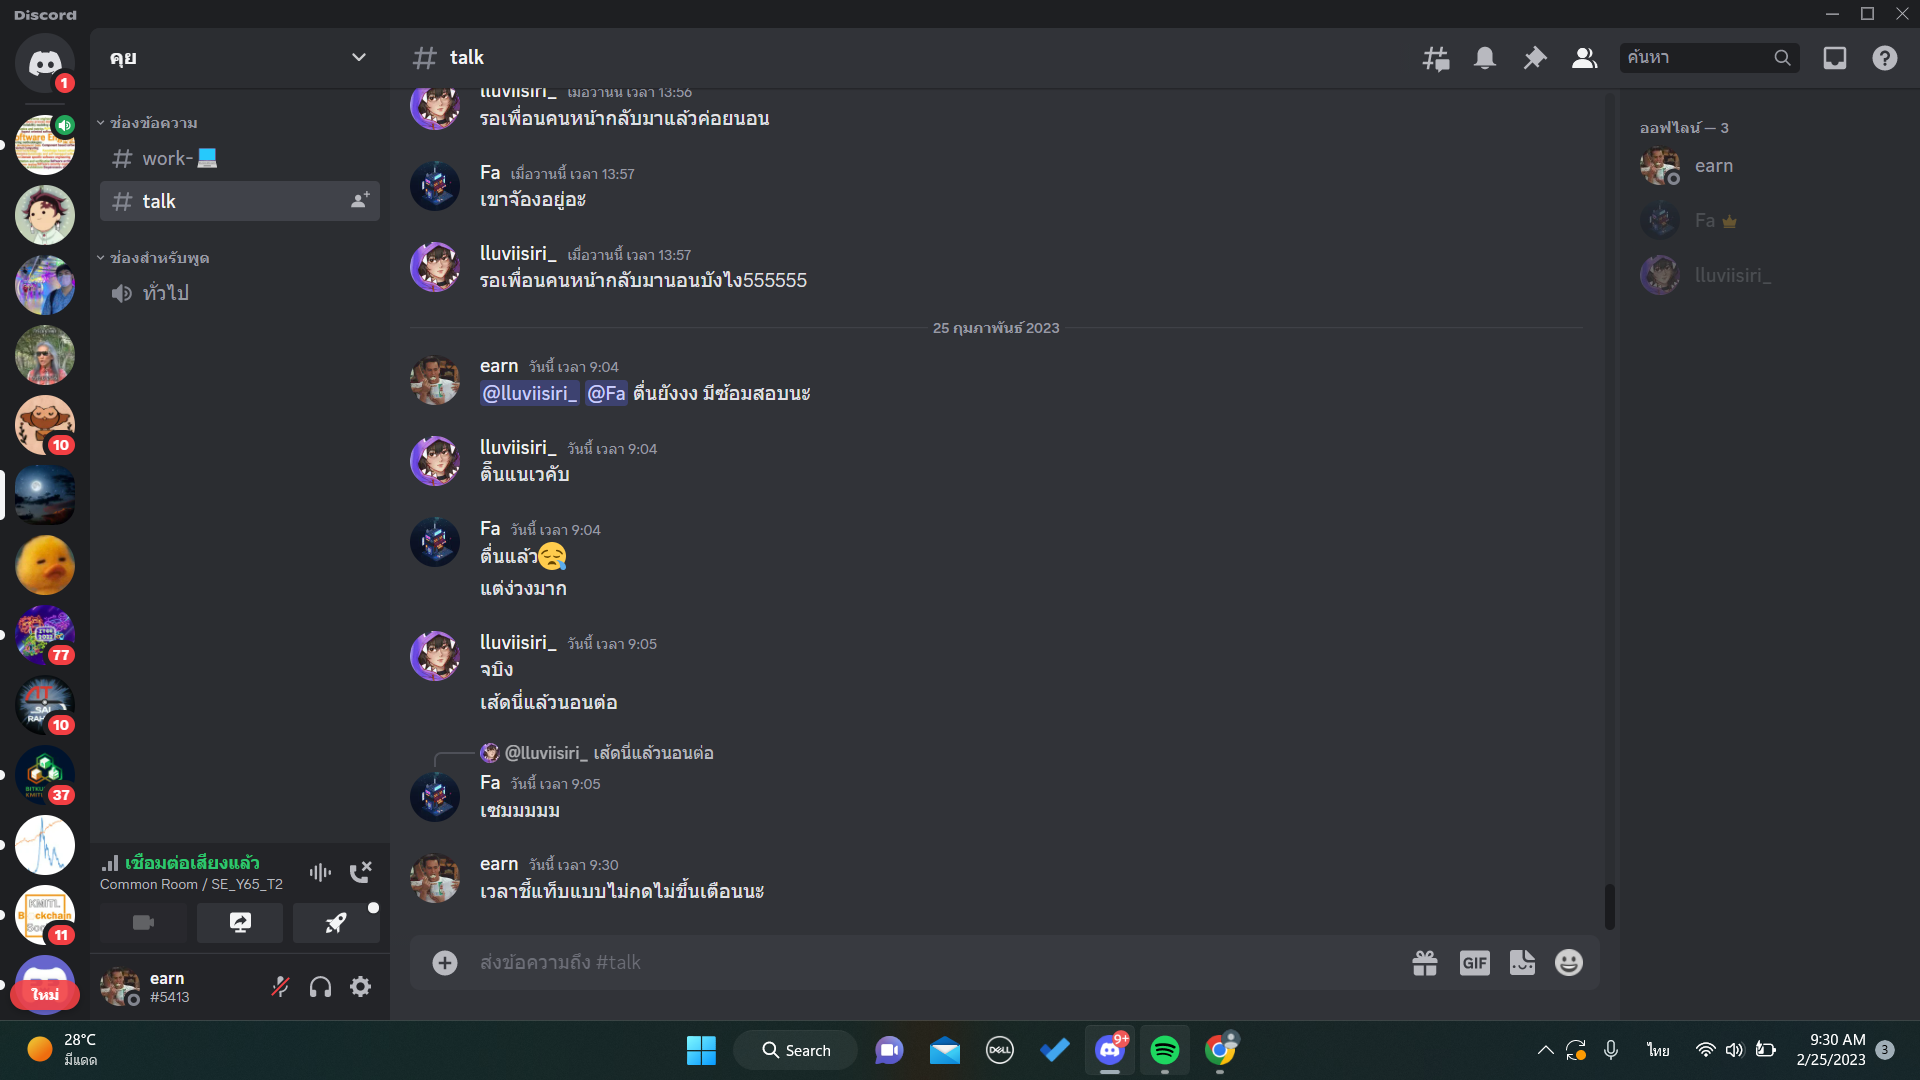 Discord
1
คุย
talk
ค้นหา
ช่องข้อความ
work-💻
talk
ช่องสำหรับพูด
ทั่วไป
lluviisiri_ เมื่อวานนี้ เวลา 13:56
รอเพื่อนคนหน้ากลับมาแล้วค่อยนอน
Fa เมื่อวานนี้ เวลา 13:57
เขาจัองอยู่อะ
lluviisiri_ เมื่อวานนี้ เวลา 13:57
รอเพื่อนคนหน้ากลับมานอนบังไง555555
25 กุมภาพันธ์ 2023
earn วันนี้ เวลา 9:04
@lluviisiri_ @Fa ตื่นยังงง มีซ้อมสอบนะ
lluviisiri_ วันนี้ เวลา 9:04
ตื๊นแนเวคับ
Fa วันนี้ เวลา 9:04
ตื่นแล้ว😪
แต่ง่วงมาก
lluviisiri_ วันนี้ เวลา 9:05
จบิง
เส้ดนี่แล้วนอนต่อ
@lluviisiri_ เส้ดนี่แล้วนอนต่อ
Fa วันนี้ เวลา 9:05
เซมมมมม
earn วันนี้ เวลา 9:30
เวลาชี้แท็บแบบไม่กดไม่ขึ้นเตือนนะ
ส่งข้อความถึง #talk
GIF
ออฟไลน์ — 3
earn
Fa
lluviisiri_
10
77
10
37
KMITL
Blockchain
11
ใหม่
เชื่อมต่อเสียงแล้ว
Common Room / SE_Y65_T2
earn
#5413
28°C
มีแดด
Search
DELL
9+
ไทย
9:30 AM
2/25/2023
3